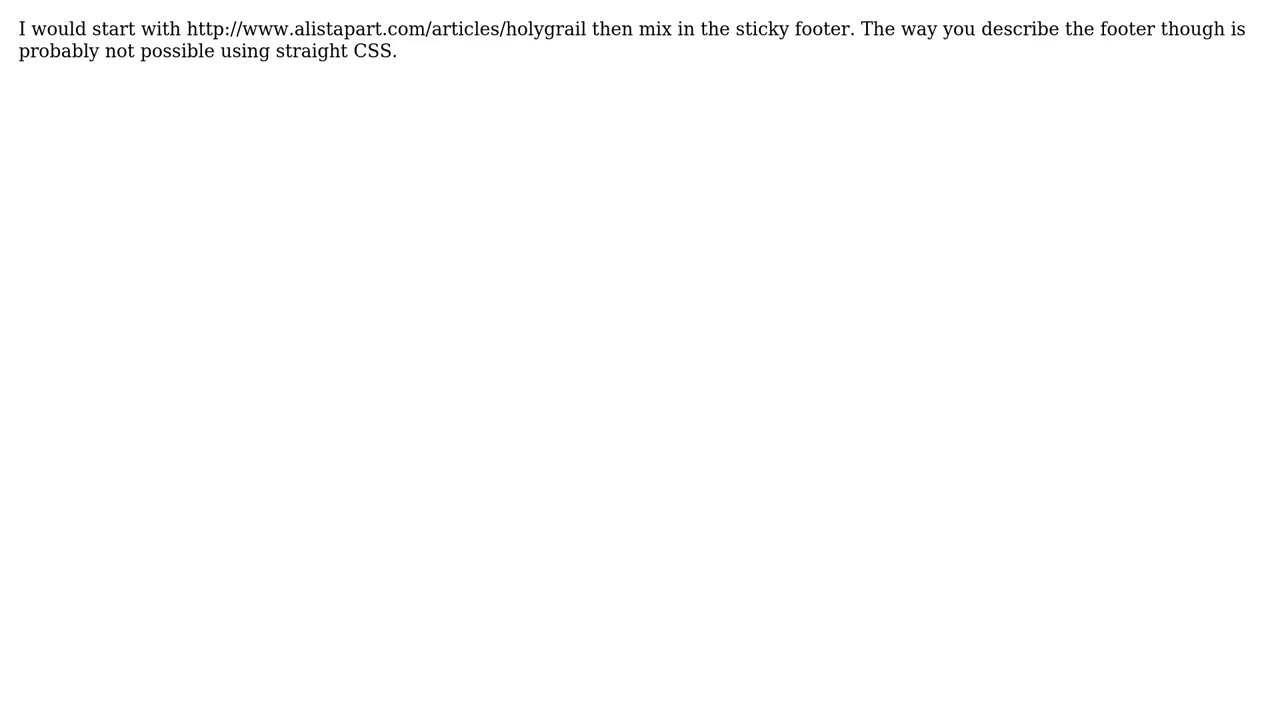 I would start with http://www.alistapart.com/articles/holygrail then mix in the sticky footer. The way you describe the footer though is
probably not possible using straight CSS.